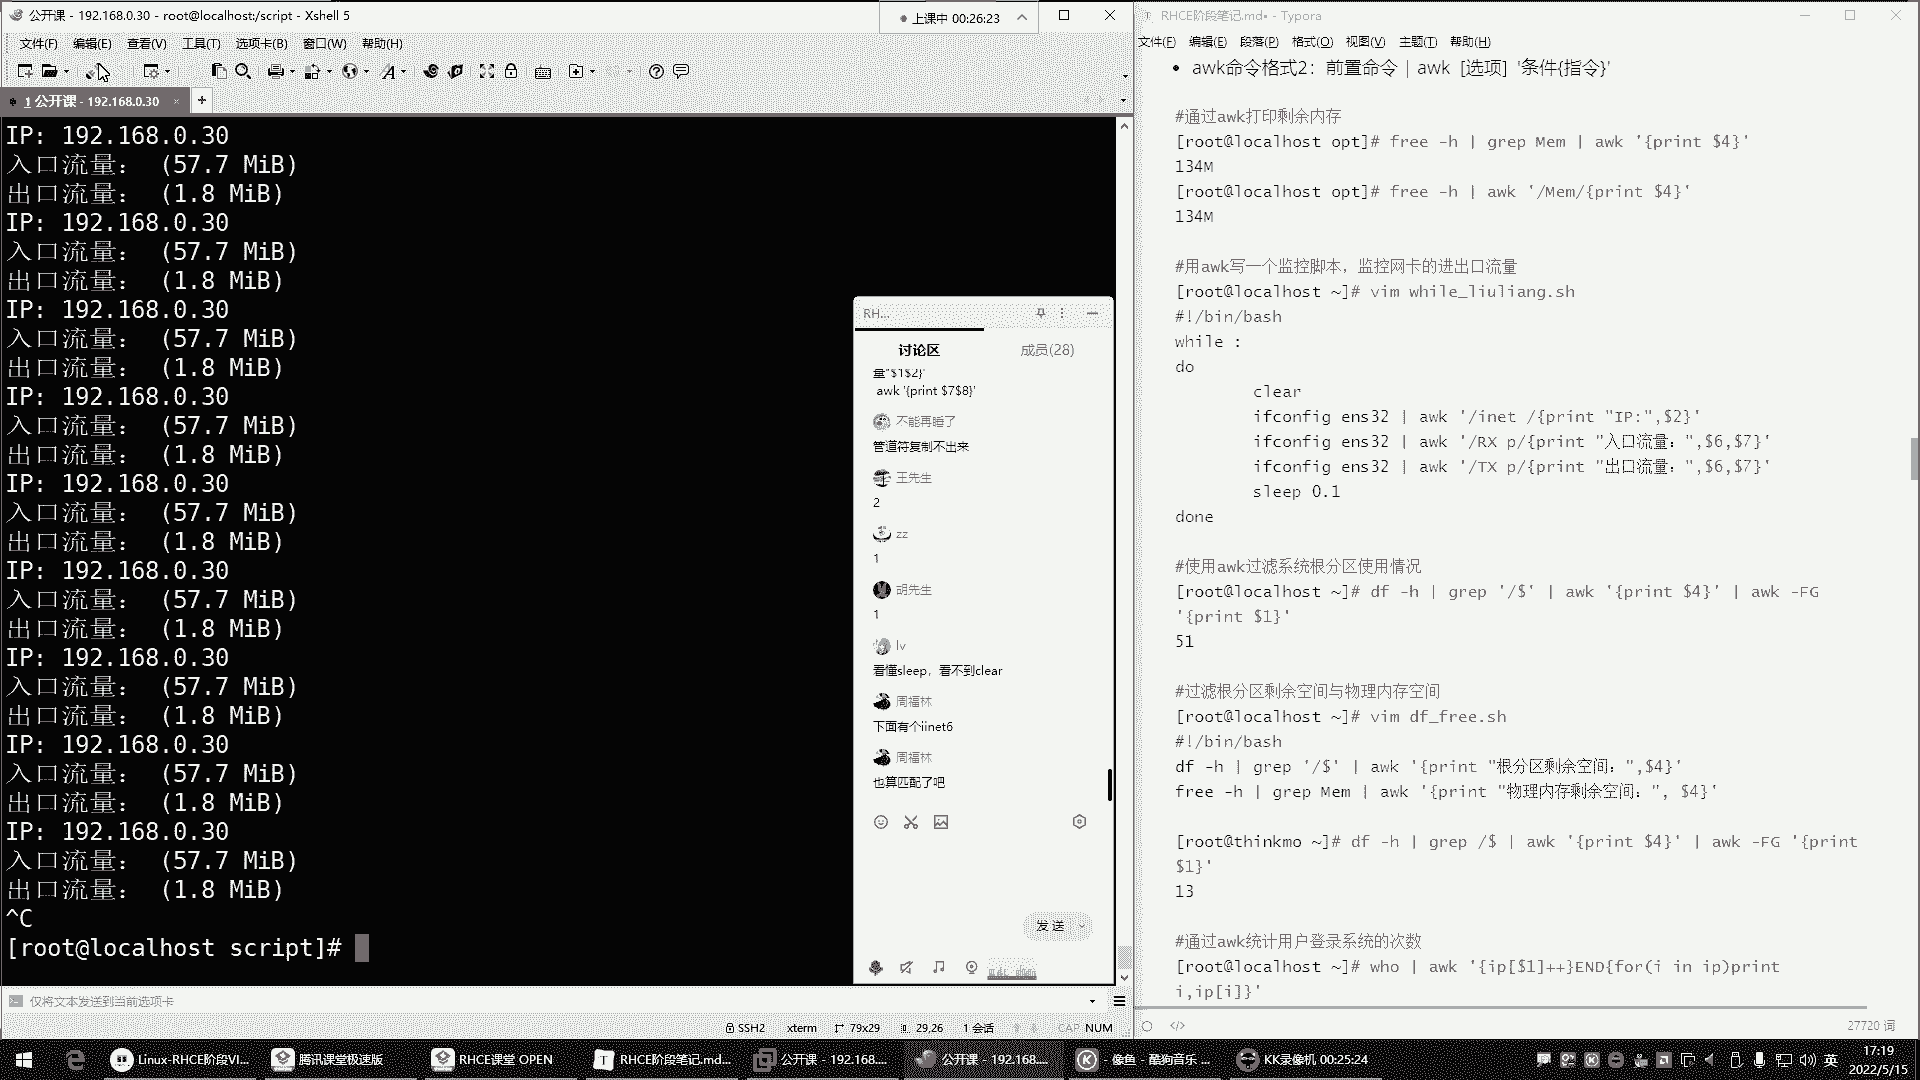 公开课 - 192.168.0.30 - root@localhost:/script - Xshell 5
上课中 00:26:23
文件(F) 编辑(E) 查看(V) 工具(T) 选项卡(B) 窗口(W) 帮助(H)
1 公开课 - 192.168.0.30 × +
IP: 192.168.0.30
入口流量： (57.7 MiB)
出口流量： (1.8 MiB)
IP: 192.168.0.30
入口流量： (57.7 MiB)
出口流量： (1.8 MiB)
IP: 192.168.0.30
入口流量： (57.7 MiB)
出口流量： (1.8 MiB)
IP: 192.168.0.30
入口流量： (57.7 MiB)
出口流量： (1.8 MiB)
IP: 192.168.0.30
入口流量： (57.7 MiB)
出口流量： (1.8 MiB)
IP: 192.168.0.30
入口流量： (57.7 MiB)
出口流量： (1.8 MiB)
IP: 192.168.0.30
入口流量： (57.7 MiB)
出口流量： (1.8 MiB)
IP: 192.168.0.30
入口流量： (57.7 MiB)
出口流量： (1.8 MiB)
IP: 192.168.0.30
入口流量： (57.7 MiB)
出口流量： (1.8 MiB)
^C
[root@localhost script]#
仅将文本发送到当前选项卡
SSH2 xterm 79x29 29,26 1 会话 CAP NUM
RH...
讨论区 成员(28)
量"$1$2}'
awk '{print $7$8}'
不能再睡了
管道符复制不出来
王先生
2
zz
1
胡先生
1
lv
看懂sleep，看不到clear
周福林
下面有个iinet6
周福林
也算匹配了吧
发送
RHCE阶段笔记.md• - Typora
文件(F) 编辑(E) 段落(P) 格式(O) 视图(V) 主题(T) 帮助(H)
• awk命令格式2：前置命令 | awk [选项] '条件{指令}'
#通过awk打印剩余内存
[root@localhost opt]# free -h | grep Mem | awk '{print $4}'
134M
[root@localhost opt]# free -h | awk '/Mem/{print $4}'
134M
#用awk写一个监控脚本，监控网卡的进出口流量
[root@localhost ~]# vim while_liuliang.sh
#!/bin/bash
while :
do
clear
ifconfig ens32 | awk '/inet /{print "IP:",$2}'
ifconfig ens32 | awk '/RX p/{print "入口流量：",$6,$7}'
ifconfig ens32 | awk '/TX p/{print "出口流量：",$6,$7}'
sleep 0.1
done
#使用awk过滤系统根分区使用情况
[root@localhost ~]# df -h | grep '/$' | awk '{print $4}' | awk -FG
'{print $1}'
51
#过滤根分区剩余空间与物理内存空间
[root@localhost ~]# vim df_free.sh
#!/bin/bash
df -h | grep '/$' | awk '{print "根分区剩余空间：",$4}'
free -h | grep Mem | awk '{print "物理内存剩余空间：", $4}'
[root@thinkmo ~]# df -h | grep /$ | awk '{print $4}' | awk -FG '{print
$1}'
13
#通过awk统计用户登录系统的次数
[root@localhost ~]# who | awk '{ip[$1]++}END{for(i in ip)print
i,ip[i]}'
</> 27720 词
Linux-RHCE阶段VI... 腾讯课堂极速版 RHCE课堂 OPEN RHCE阶段笔记.md... 公开课 - 192.168.... 公开课 - 192.168.... - 像鱼 - 酷狗音乐 ... KK录像机 00:25:24 英 17:19
2022/5/15